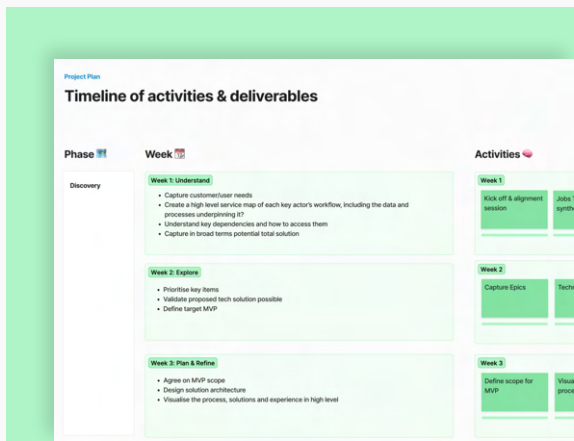 Project Plan
Timeline of activities & deliverables
Phase
Week
Activities
Discovery
Week 1: Understand
• Capture customer/user needs
• Create a high level service map of each key actor's workflow, including the data and
processes underpinning it?
• Understand key dependencies and how to access them
• Capture in broad terms potential total solution
Week 1
Kick off & alignment
session
Jobs
Week 2: Explore
• Prioritise key items
• Validate proposed tech solution possible
• Define target MVP
Week 2
Capture Epics
Week 3: Plan & Refine
• Agree on MVP scope
• Design solution architecture
• Visualise the process, solutions and experience in high level
Week 3
Define scope for
MVP